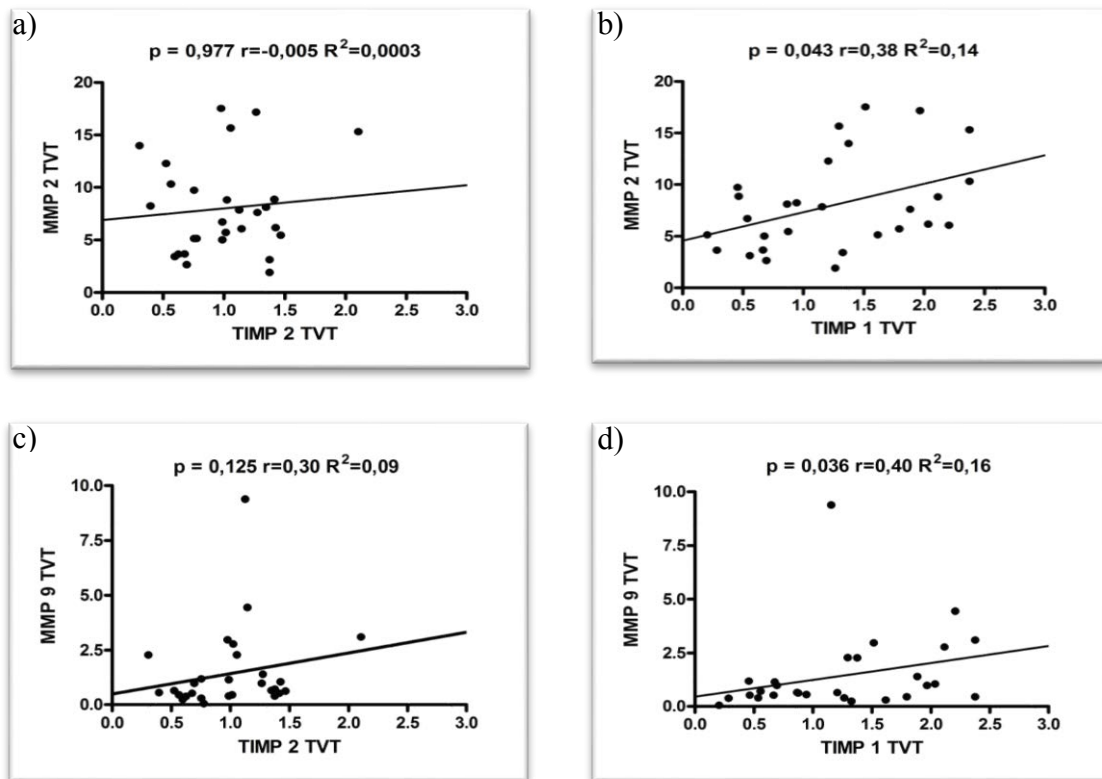 a)
p = 0,977 r=-0,005 R²=0,0003
20
15
10
5
0
MMP 2 TVT
0.0 0.5 1.0 1.5 2.0 2.5 3.0
TIMP 2 TVT
b)
p = 0,043 r=0,38 R²=0,14
20
15
10
5
0
MMP 2 TVT
0.0 0.5 1.0 1.5 2.0 2.5 3.0
TIMP 1 TVT
c)
p = 0,125 r=0,30 R²=0,09
10.0
7.5
5.0
2.5
0.0
MMP 9 TVT
0.0 0.5 1.0 1.5 2.0 2.5 3.0
TIMP 2 TVT
d)
p = 0,036 r=0,40 R²=0,16
10.0
7.5
5.0
2.5
0.0
MMP 9 TVT
0.0 0.5 1.0 1.5 2.0 2.5 3.0
TIMP 1 TVT